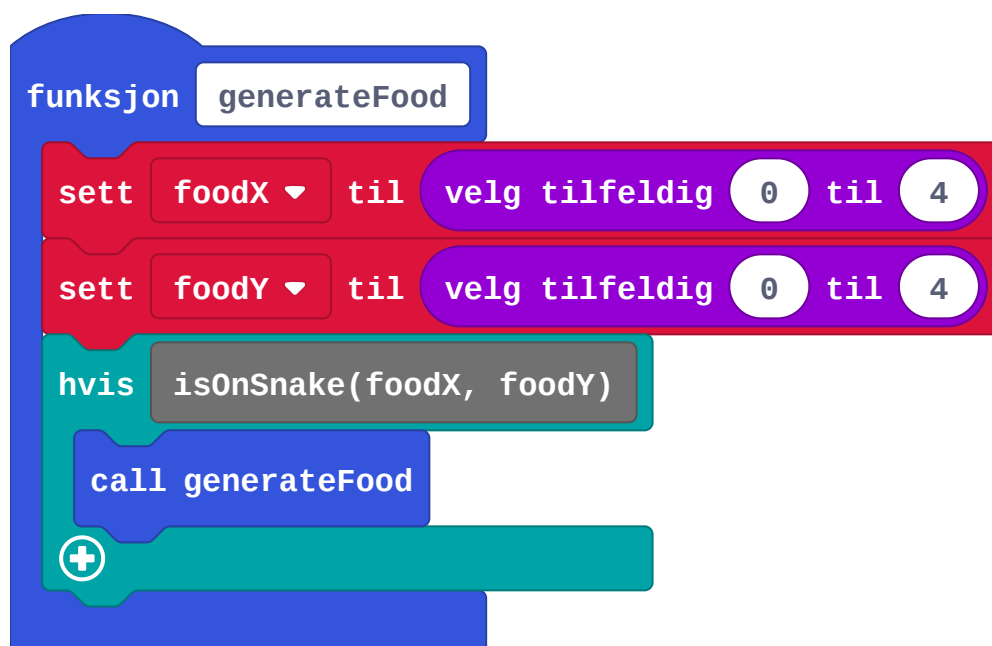 funksjon generateFood
sett foodX til velg tilfeldig 0 til 4
sett foodY til velg tilfeldig 0 til 4
hvis isOnSnake(foodX, foodY)
call generateFood